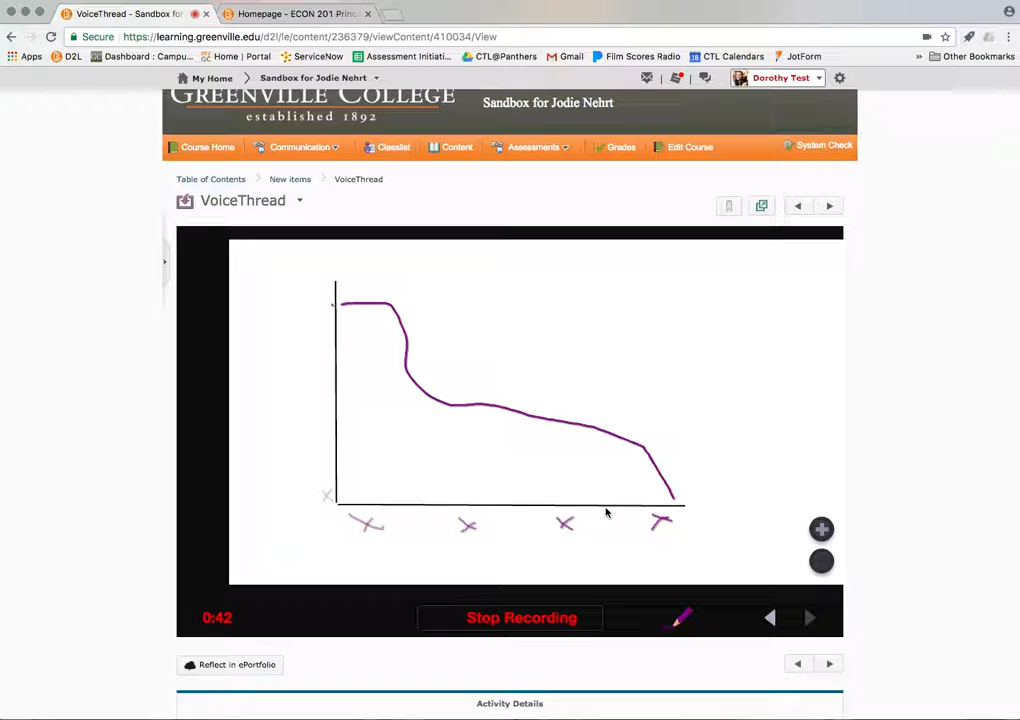 VoiceThread - Sandbox for
Homepage - ECON 201 Princ
Secure
https://learning.greenville.edu/d2l/le/content/236379/viewContent/410034/View
Apps
D2L
Dashboard : Campu...
Home | Portal
ServiceNow
Assessment Initiati...
CTL@Panthers
Gmail
Film Scores Radio
18 CTL Calendars
JotForm
» Other Bookmarks
My Home
Sandbox for Jodie Nehrt
Dorothy Test
GREENVILLE COLLEGE
established 1892
Sandbox for Jodie Nehrt
Course Home
Communication
Classlist
Content
Assessments
Grades
Edit Course
System Check
Table of Contents
New items
VoiceThread
VoiceThread
X
X X X X
0:42
Stop Recording
Reflect in ePortfolio
Activity Details